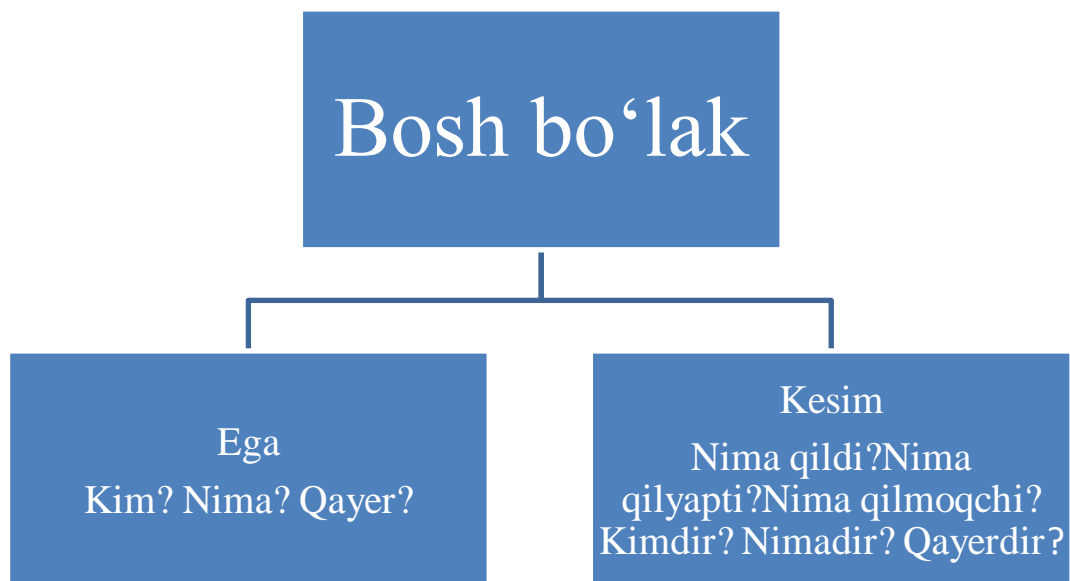 Bosh bo‘lak
Ega
Kim? Nima? Qayer?
Kesim
Nima qildi?Nima
qilyapti?Nima qilmoqchi?
Kimdir? Nimadir? Qayerdir?